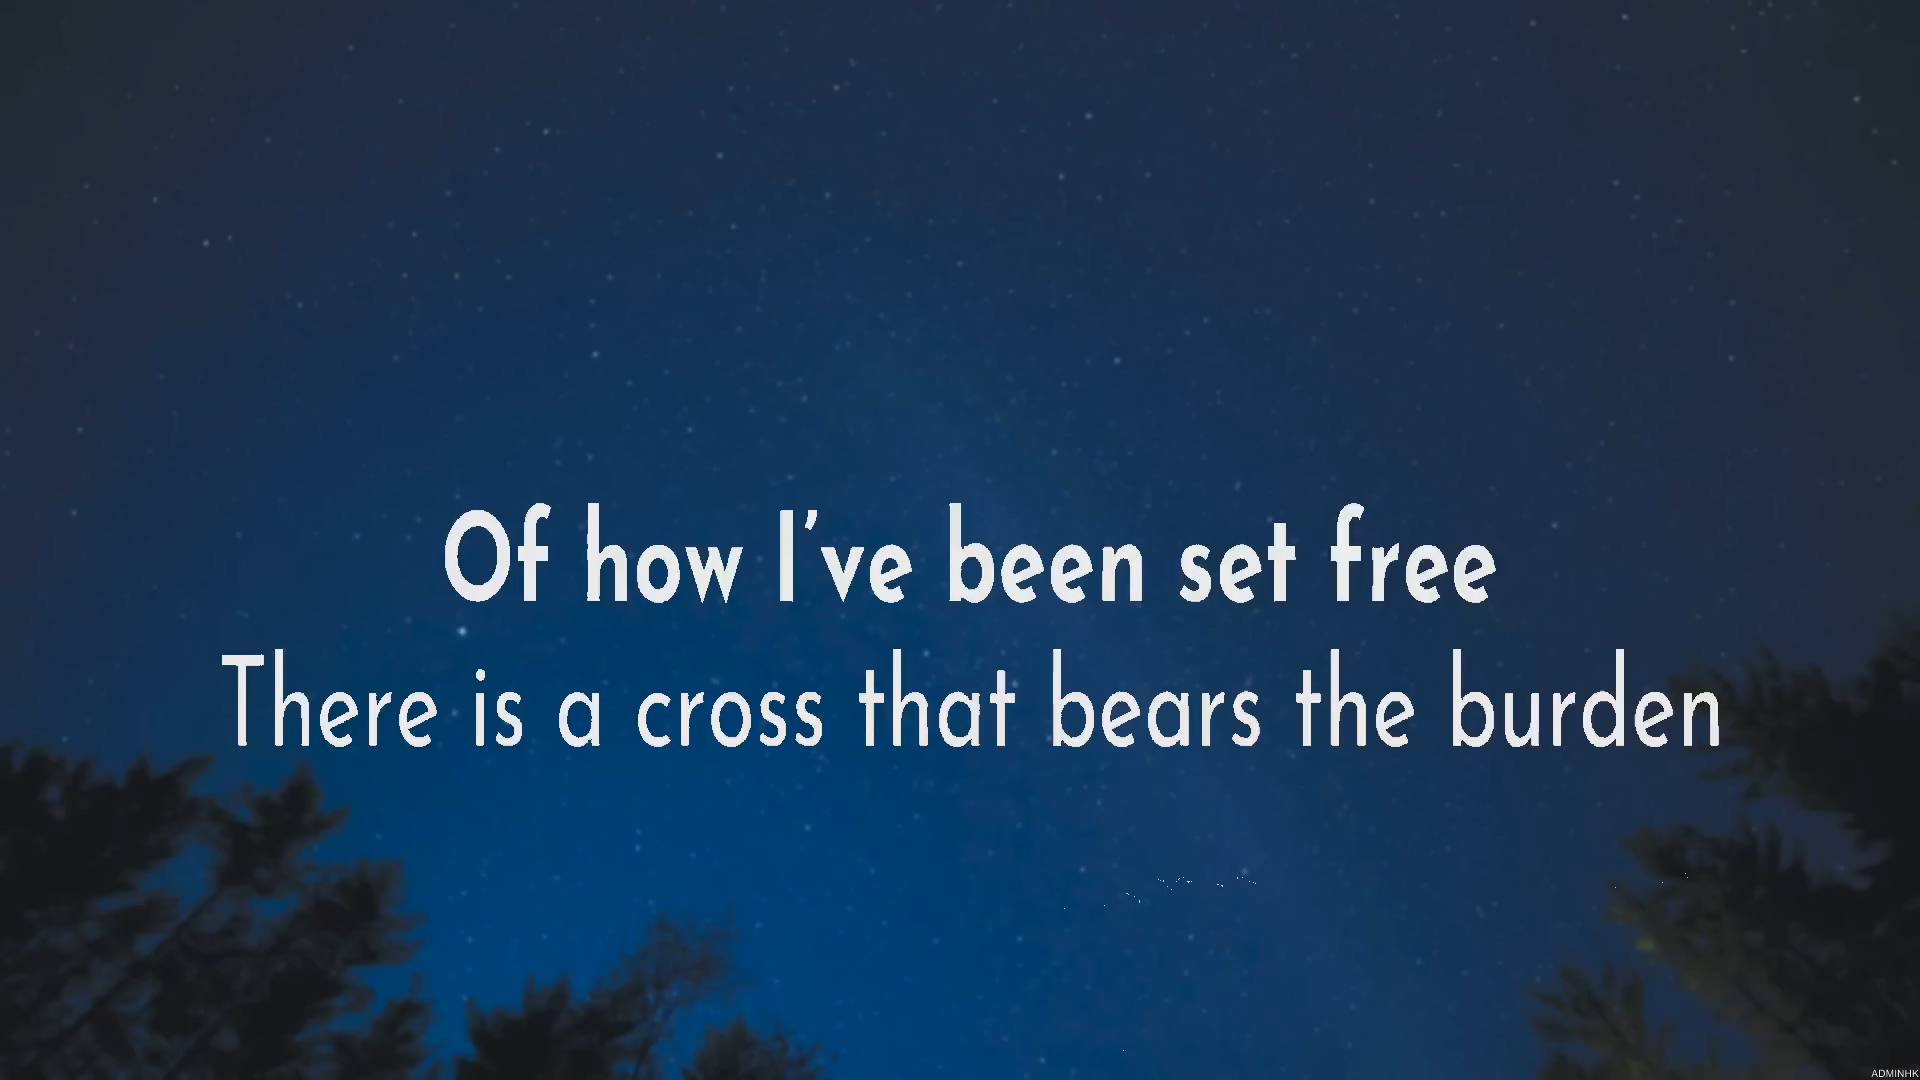 Of how I've been set free
There is a cross that bears the burden
ADMINHK